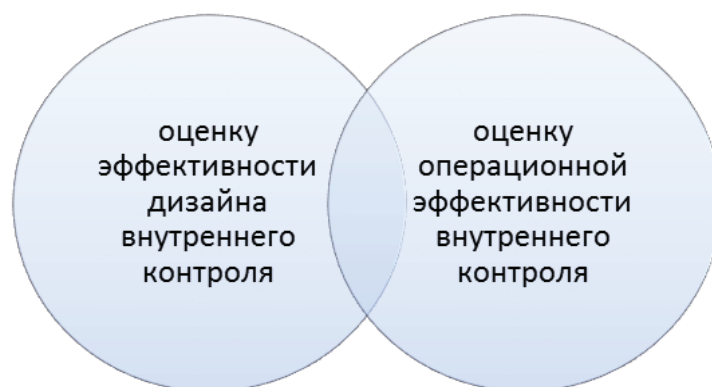 оценку
эффективности
дизайна
внутреннего
контроля
оценку
операционной
эффективности
внутреннего
контроля